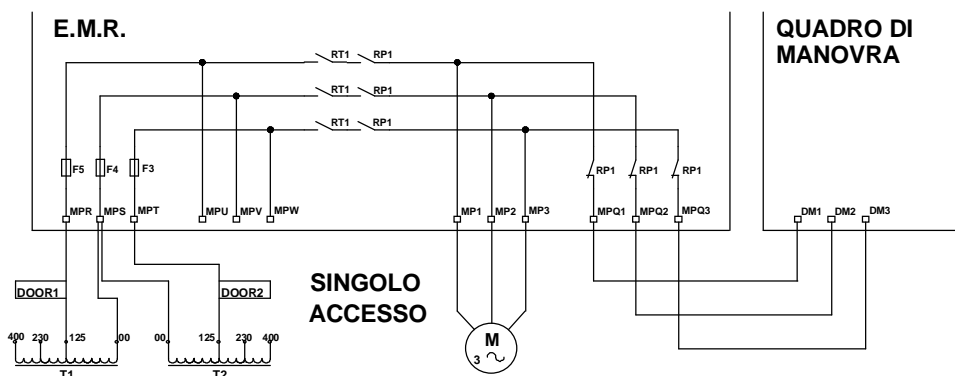 E.M.R.
QUADRO DI
MANOVRA
RT1 RP1
RT1 RP1
RT1 RP1
F5 F4 F3 RP1 RP1 RP1
MPR MPS MPT MPU MPV MPW MP1 MP2 MP3 MPQ1 MPQ2 MPQ3 DM1 DM2 DM3
SINGOLO
ACCESSO
DOOR1 DOOR2
400 230 125 00 00 125 230 400
M
3
T1 T2